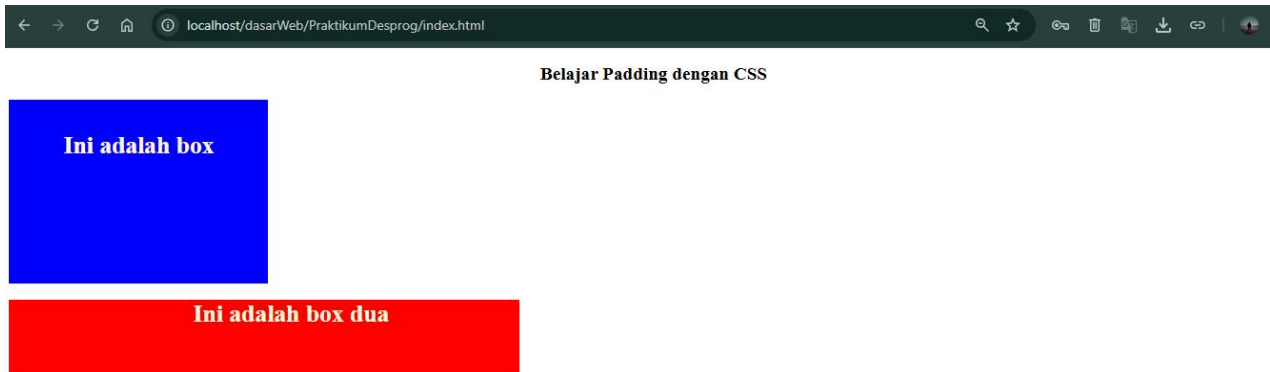 localhost/dasarWeb/PraktikumDesprog/index.html
Belajar Padding dengan CSS
Ini adalah box
Ini adalah box dua